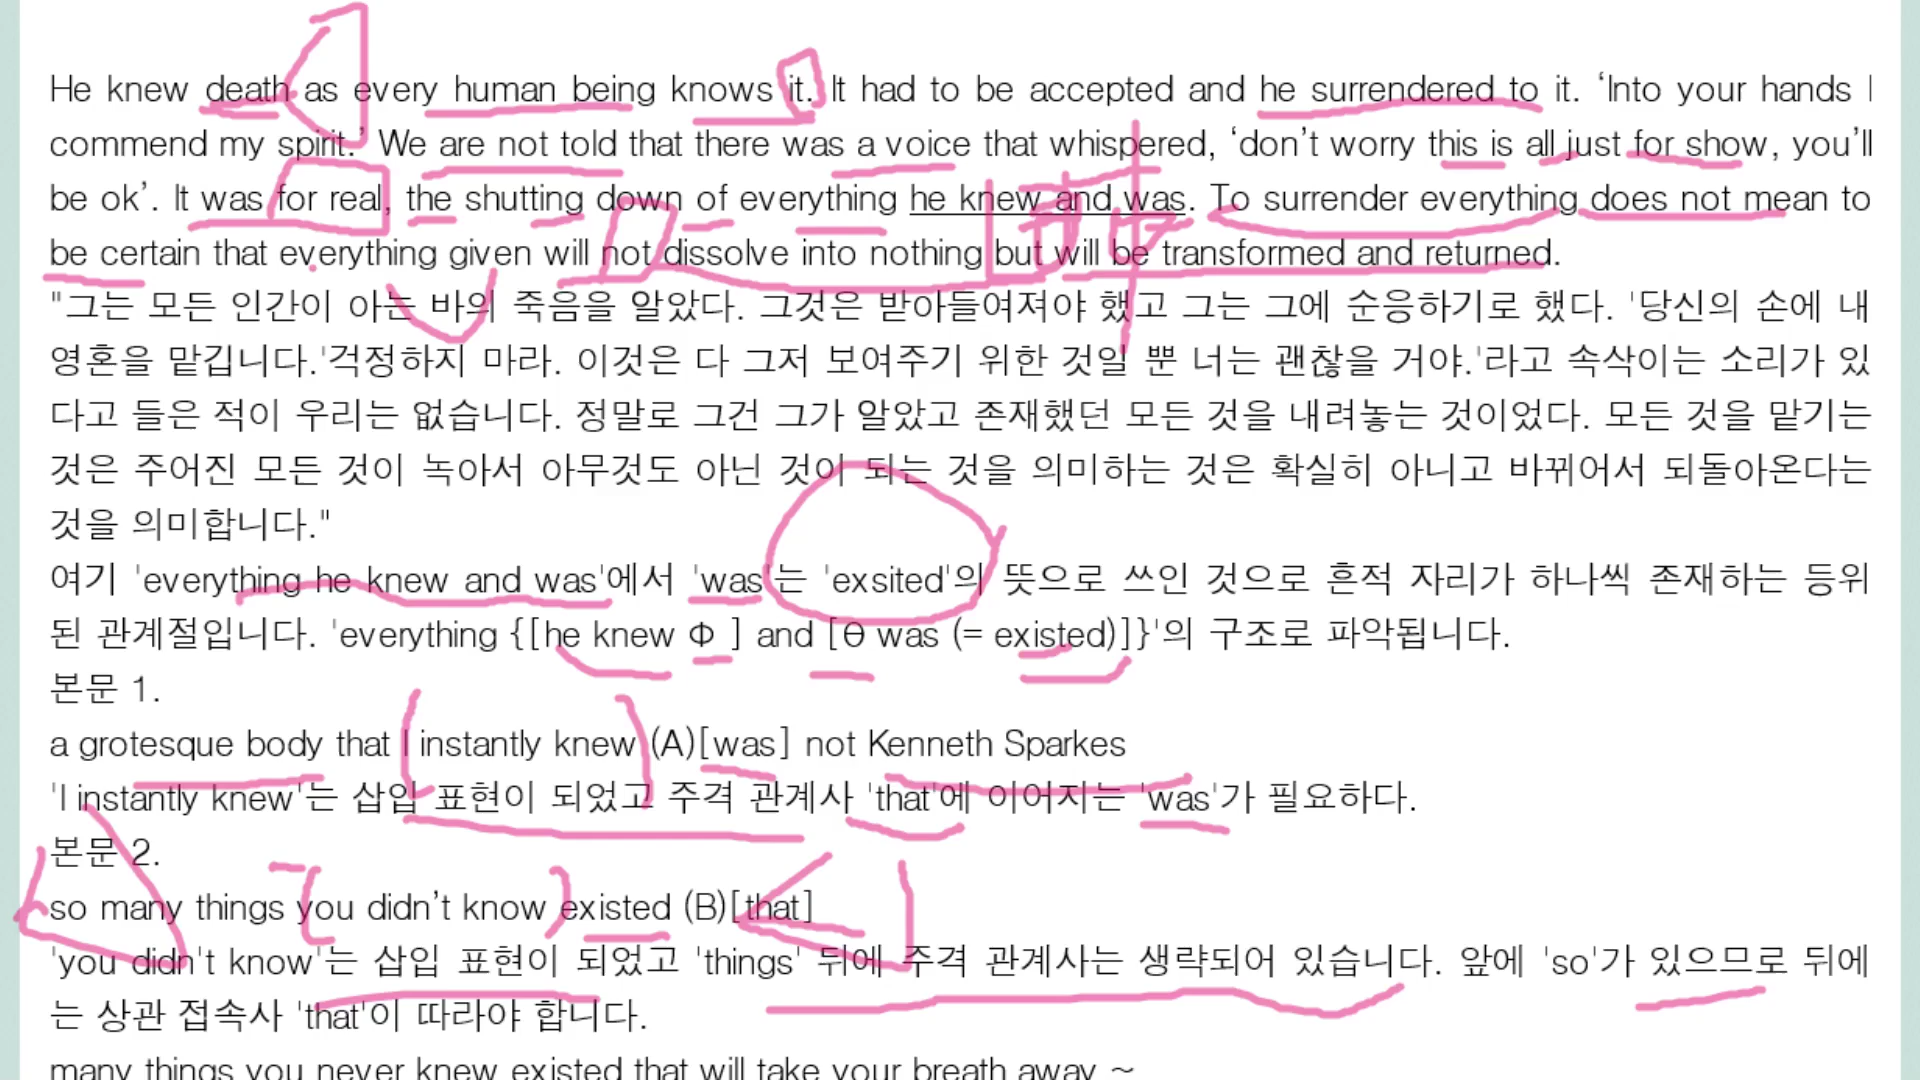 He knew death as every human being knows it. It had to be accepted and he surrendered to it. ‘Into your hands I
commend my spirit.’ We are not told that there was a voice that whispered, ‘don’t worry this is all just for show, you’ll
be ok’. It was for real, the shutting down of everything he knew and was. To surrender everything does not mean to
be certain that everything given will not dissolve into nothing but will be transformed and returned.
"그는 모든 인간이 아는 바의 죽음을 알았다. 그것은 받아들여져야 했고 그는 그에 순응하기로 했다. '당신의 손에 내
영혼을 맡깁니다.'걱정하지 마라. 이것은 다 그저 보여주기 위한 것일 뿐 너는 괜찮을 거야.'라고 속삭이는 소리가 있
다고 들은 적이 우리는 없습니다. 정말로 그건 그가 알았고 존재했던 모든 것을 내려놓는 것이었다. 모든 것을 맡기는
것은 주어진 모든 것이 녹아서 아무것도 아닌 것이 되는 것을 의미하는 것은 확실히 아니고 바뀌어서 되돌아온다는
것을 의미합니다."
여기 'everything he knew and was'에서 'was'는 'exsited'의 뜻으로 쓰인 것으로 흔적 자리가 하나씩 존재하는 등위
된 관계절입니다. 'everything {[he knew Φ ] and [Θ was (= existed)]}'의 구조로 파악됩니다.
본문 1.
a grotesque body that I instantly knew (A)[was] not Kenneth Sparkes
'I instantly knew'는 삽입 표현이 되었고 주격 관계사 'that'에 이어지는 'was'가 필요하다.
본문 2.
so many things you didn’t know existed (B)[that]
'you didn't know'는 삽입 표현이 되었고 'things' 뒤에 주격 관계사는 생략되어 있습니다. 앞에 'so'가 있으므로 뒤에
는 상관 접속사 'that'이 따라야 합니다.
many things you never knew existed that will take your breath away ~